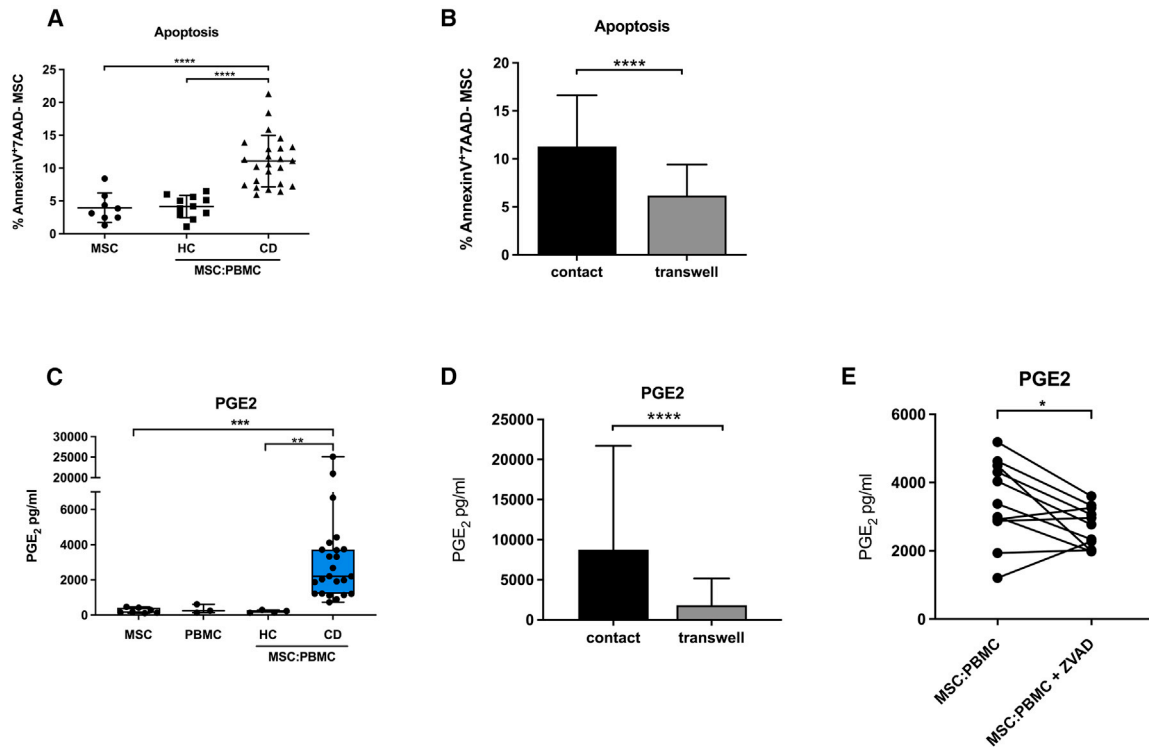 A
Apoptosis
% AnnexinV⁺7AAD- MSC
****
****
25
20
15
10
5
0
MSC
HC
CD
MSC:PBMC
B
Apoptosis
% AnnexinV⁺7AAD- MSC
****
20
15
10
5
0
contact
transwell
C
PGE2
PGE₂ pg/ml
***
**
30000
25000
20000
8000
6000
4000
2000
0
MSC
PBMC
HC
CD
MSC:PBMC
D
PGE2
PGE₂ pg/ml
****
25000
20000
15000
10000
5000
0
contact
transwell
E
PGE2
PGE₂ pg/ml
*
6000
4000
2000
0
MSC:PBMC
MSC:PBMC + ZVAD